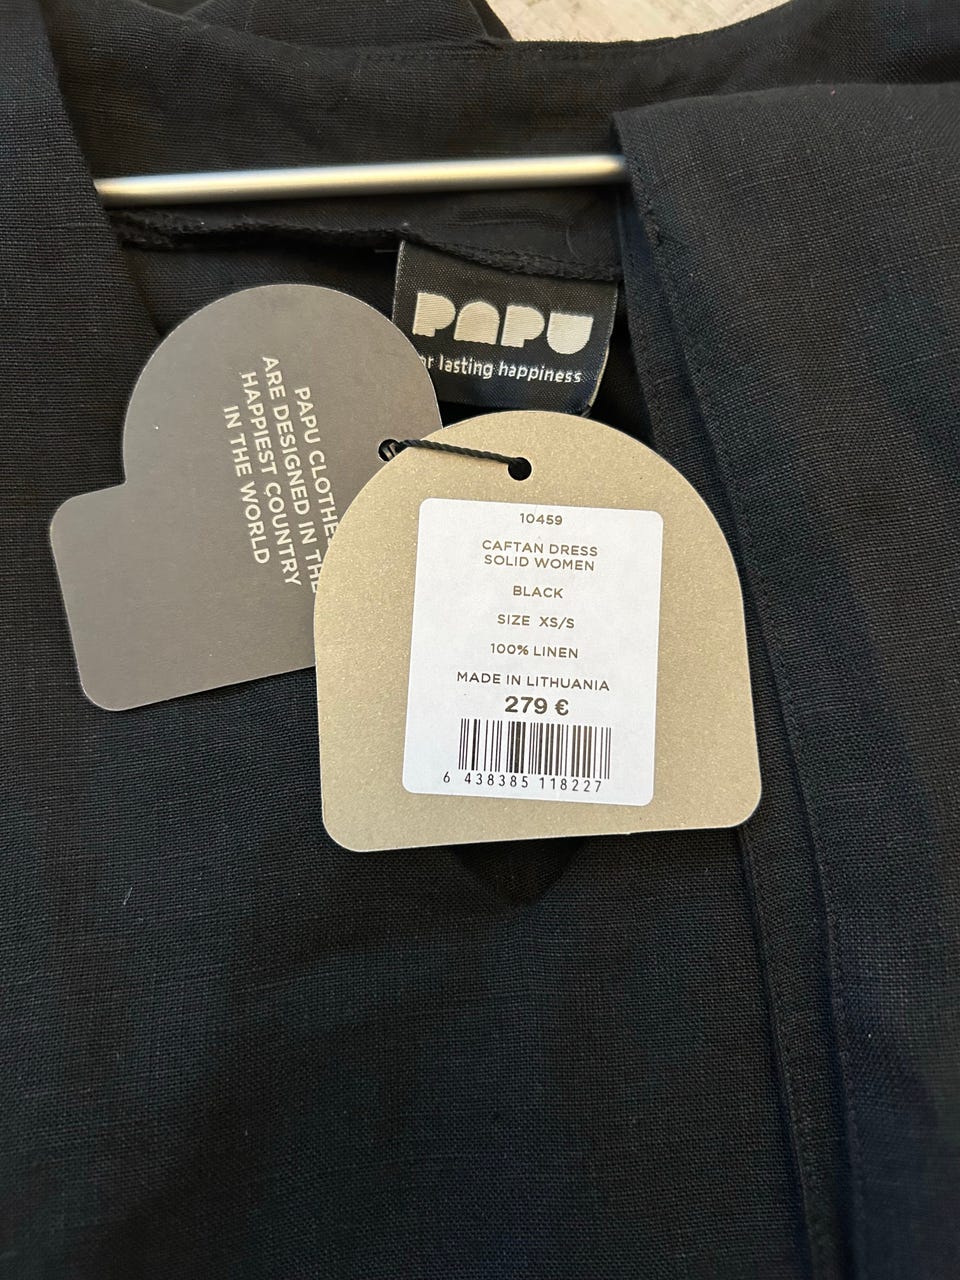 PAPU
lasting happiness
PAPU CLOTHE
ARE DESIGNED IN THE
HAPPIEST COUNTRY
IN THE WORLD
10459
CAFTAN DRESS
SOLID WOMEN
BLACK
SIZE XS/S
100% LINEN
MADE IN LITHUANIA
279 €
6 438385 118227